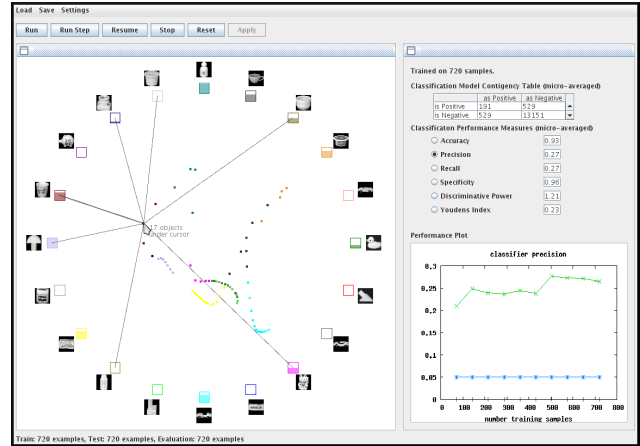 Load Save Settings
Run Run Step Resume Stop Reset Apply
17 objects
under cursor
Trained on 720 samples.
Classification Model Contigency Table (micro-averaged)
as Positive as Negative
is Positive 191 529
is Negative 529 13151
Classificaton Performance Measures (micro-averaged)
Accuracy 0.93
Precision 0.27
Recall 0.27
Specificity 0.96
Discriminative Power 1.21
Youdens Index 0.23
Performance Plot
classifier precision
0,3
0,25
0,2
0,15
0,1
0,05
0
0 100 200 300 400 500 600 700 800
number training samples
Train: 720 examples, Test: 720 examples, Evaluation: 720 examples